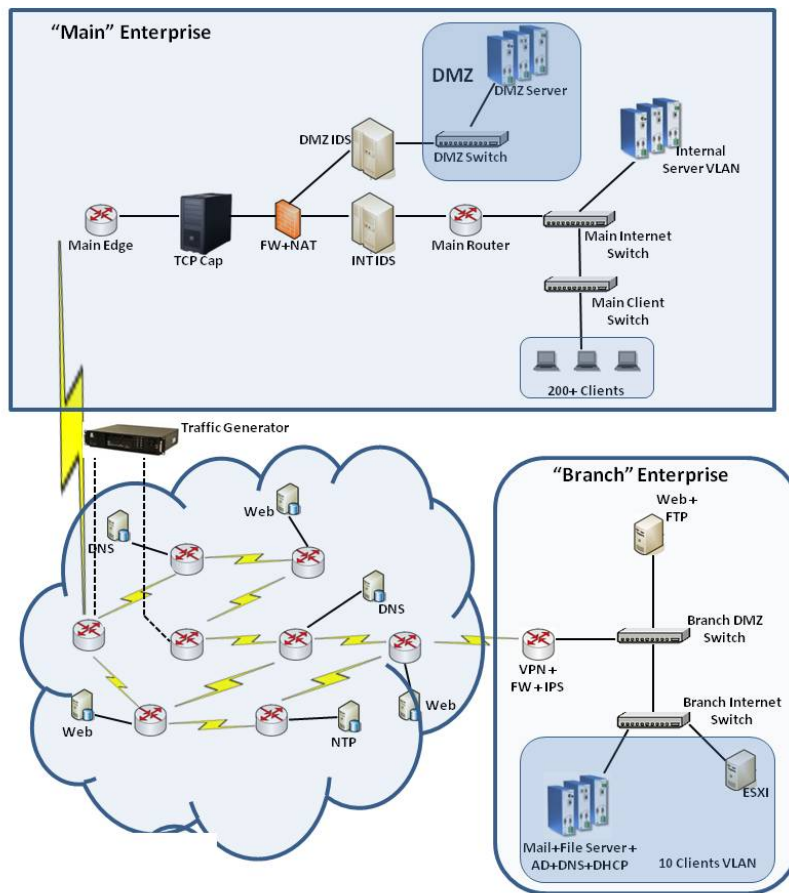 “Main” Enterprise
DMZ
DMZ Server
DMZ IDS
DMZ Switch
Internal
Server VLAN
Main Edge
TCP Cap
FW+NAT
INT IDS
Main Router
Main Internet
Switch
Main Client
Switch
200+ Clients
Traffic Generator
Web
DNS
DNS
Web
Web
NTP
“Branch” Enterprise
Web +
FTP
Branch DMZ
Switch
VPN +
FW + IPS
Branch Internet
Switch
ESXI
Mail+File Server +
AD+DNS+DHCP
10 Clients VLAN